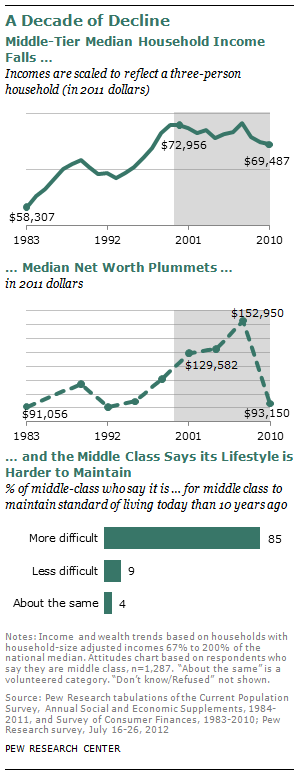 A Decade of Decline
Middle-Tier Median Household Income
Falls ...
Incomes are scaled to reflect a three-person
household (in 2011 dollars)
$72,956
$69,487
$58,307
1983 1992 2001 2010
... Median Net Worth Plummets ...
in 2011 dollars
$152,950
$129,582
$91,056
$93,150
1983 1992 2001 2010
... and the Middle Class Says its Lifestyle is
Harder to Maintain
% of middle-class who say it is ... for middle class to
maintain standard of living today than 10 years ago
More difficult 85
Less difficult 9
About the same 4
Notes: Income and wealth trends based on households with
household-size adjusted incomes 67% to 200% of the
national median. Attitudes chart based on respondents who
say they are middle class, n=1,287. "About the same" is a
volunteered category. "Don't know/Refused" not shown.
Source: Pew Research tabulations of the Current Population
Survey, Annual Social and Economic Supplements, 1984-
2011, and Survey of Consumer Finances, 1983-2010; Pew
Research survey, July 16-26, 2012
PEW RESEARCH CENTER